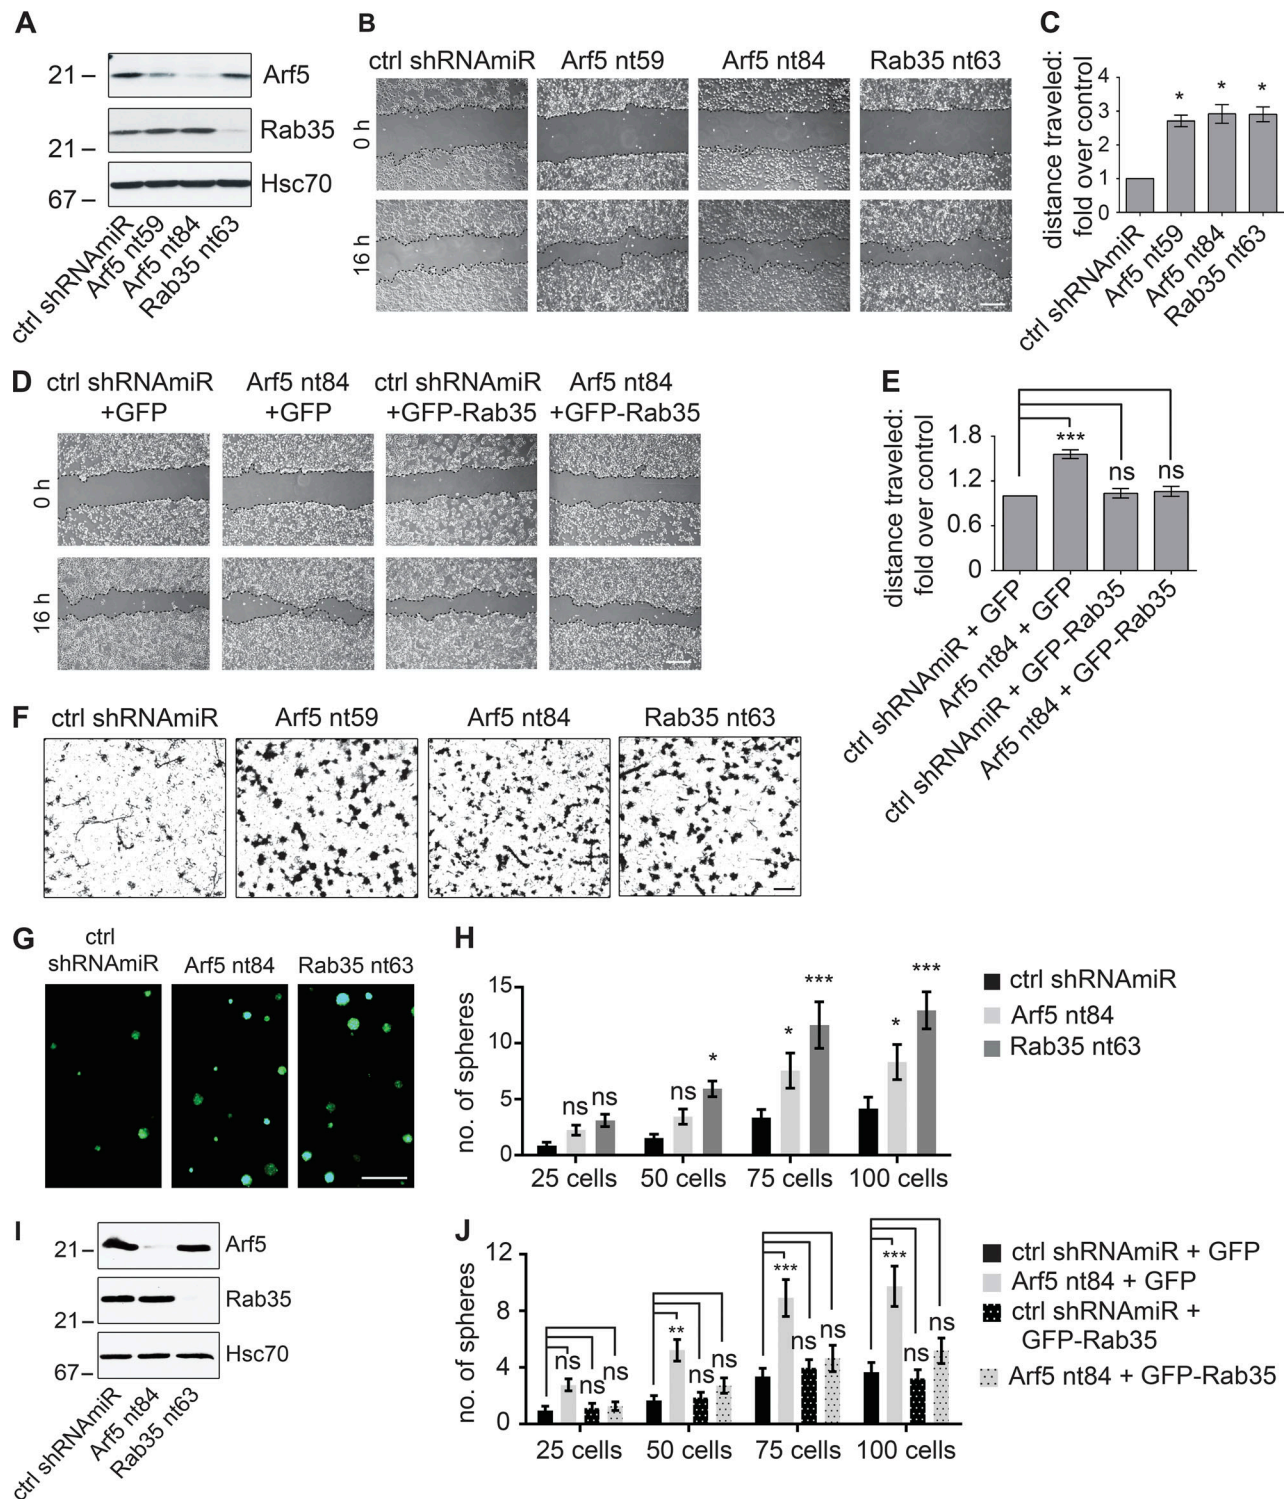 A
21 –
Arf5
Rab35
21 –
Hsc70
67 –
ctrl shRNAmiR
Arf5 nt59
Arf5 nt84
Rab35 nt63
B
ctrl shRNAmiR
Arf5 nt59
Arf5 nt84
Rab35 nt63
0 h
16 h
C
distance traveled:
fold over control
4
3
2
1
0
*
*
*
ctrl shRNAmiR
Arf5 nt59
Arf5 nt84
Rab35 nt63
D
ctrl shRNAmiR
+GFP
Arf5 nt84
+GFP
ctrl shRNAmiR
+GFP-Rab35
Arf5 nt84
+GFP-Rab35
0 h
16 h
E
distance traveled:
fold over control
1.8
1.2
0.6
0
***
ns
ns
ctrl shRNAmiR + GFP
Arf5 nt84 + GFP
ctrl shRNAmiR + GFP-Rab35
Arf5 nt84 + GFP-Rab35
F
ctrl shRNAmiR
Arf5 nt59
Arf5 nt84
Rab35 nt63
G
ctrl
shRNAmiR
Arf5 nt84
Rab35 nt63
H
no. of spheres
15
10
5
0
ns
ns
ns
*
*
***
*
***
25 cells
50 cells
75 cells
100 cells
ctrl shRNAmiR
Arf5 nt84
Rab35 nt63
I
21 –
Arf5
Rab35
21 –
Hsc70
67 –
ctrl shRNAmiR
Arf5 nt84
Rab35 nt63
J
no. of spheres
12
8
4
0
ns
ns
ns
**
ns
ns
***
ns
ns
***
ns
ns
25 cells
50 cells
75 cells
100 cells
ctrl shRNAmiR + GFP
Arf5 nt84 + GFP
ctrl shRNAmiR +
GFP-Rab35
Arf5 nt84 + GFP-Rab35